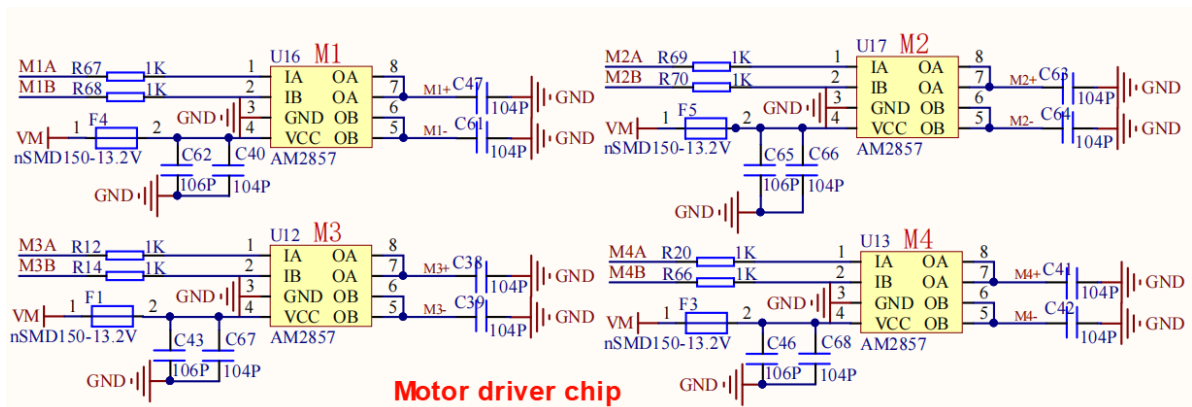 U16 M1
M1A R67 1K 1 IA OA 8
M1B R68 1K 2 IB OA 7 M1+ C47 104P GND
GND 3 GND OB 6
VM 1 F4 2 4 VCC OB 5 M1- C61 104P GND
nSMD150-13.2V AM2857
C62 C40
106P 104P
GND
U17 M2
M2A R69 1K 1 IA OA 8
M2B R70 1K 2 IB OA 7 M2+ C63 104P GND
GND 3 GND OB 6
VM 1 F5 2 4 VCC OB 5 M2- C64 104P GND
nSMD150-13.2V AM2857
C65 C66
106P 104P
GND
U12 M3
M3A R12 1K 1 IA OA 8
M3B R14 1K 2 IB OA 7 M3+ C38 104P GND
GND 3 GND OB 6
VM 1 F1 2 4 VCC OB 5 M3- C39 104P GND
nSMD150-13.2V AM2857
C43 C67
106P 104P
GND
U13 M4
M4A R20 1K 1 IA OA 8
M4B R66 1K 2 IB OA 7 M4+ C41 104P GND
GND 3 GND OB 6
VM 1 F3 2 4 VCC OB 5 M4- C42 104P GND
nSMD150-13.2V AM2857
C46 C68
106P 104P
GND
Motor driver chip